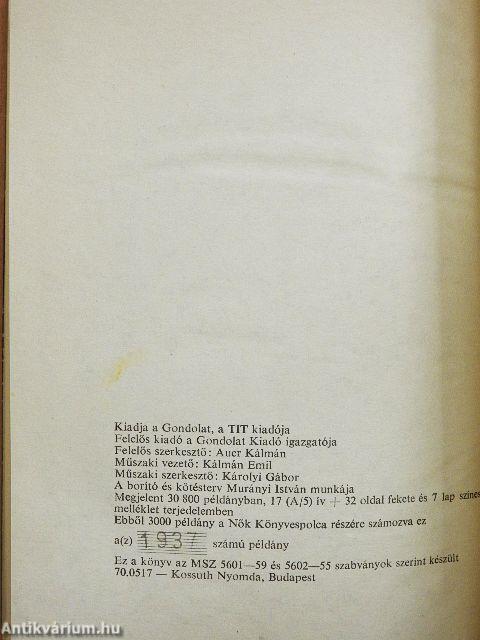 Kiadja a Gondolat, a TIT kiadója
Felelős kiadó a Gondolat Kiadó igazgatója
Felelős szerkesztő: Auer Kálmán
Műszaki vezető: Kálmán Emil
Műszaki szerkesztő: Károlyi Gábor
A borító és kötésterv Murányi István munkája
Megjelent 30 800 példányban, 17 (A/5) ív + 32 oldal fekete és 7 lap színes
melléklet terjedelemben
Ebből 3000 példány a Nők Könyvespolca részére számozva ez
a(z) 1937 számú példány
Ez a könyv az MSZ 5601—59 és 5602—55 szabványok szerint készült
70.0517 — Kossuth Nyomda, Budapest
Antikvárium.hu